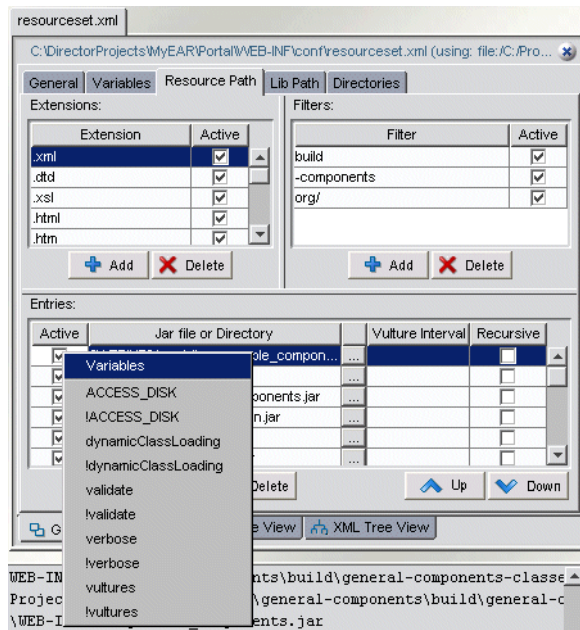 resourceset.xml
C:\DirectorProjects\MyEAR\Portal\WEB-INF\conf\resourceset.xml (using: file:/C:/Pro...
General Variables Resource Path Lib Path Directories
Extensions:
Extension Active
.xml
.dtd
.xsl
.html
.htm
Add Delete
Filters:
Filter Active
build
-components
org/
Add Delete
Entries:
Active Jar file or Directory Vulture Interval Recursive
ple_compon... ...
...
ponents.jar ...
n.jar ...
...
...
Delete Up Down
Variables
ACCESS_DISK
!ACCESS_DISK
dynamicClassLoading
!dynamicClassLoading
validate
!validate
verbose
!verbose
vultures
!vultures
G e View XML Tree View
WEB-IN nts\build\general-components-classe
Projec \general-components\build\general-c
\WEB-I ents.jar